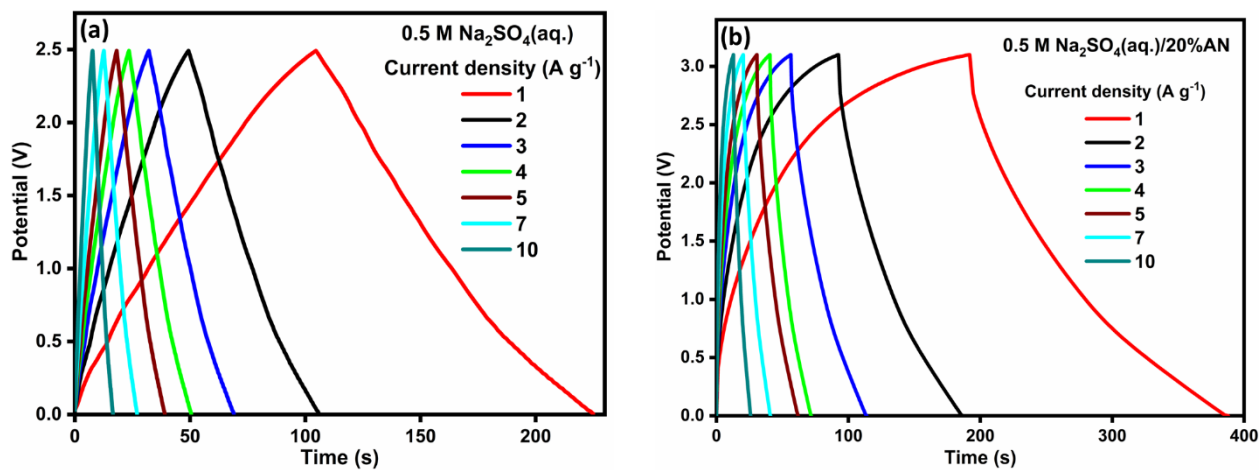 (a)
0.5 M Na₂SO₄(aq.)
Current density (A g⁻¹)
1
2
3
4
5
7
10
Potential (V)
2.5
2.0
1.5
1.0
0.5
0.0
0 50 100 150 200
Time (s)
(b)
0.5 M Na₂SO₄(aq.)/20%AN
Current density (A g⁻¹)
1
2
3
4
5
7
10
Potential (V)
3.0
2.5
2.0
1.5
1.0
0.5
0.0
0 100 200 300 400
Time (s)